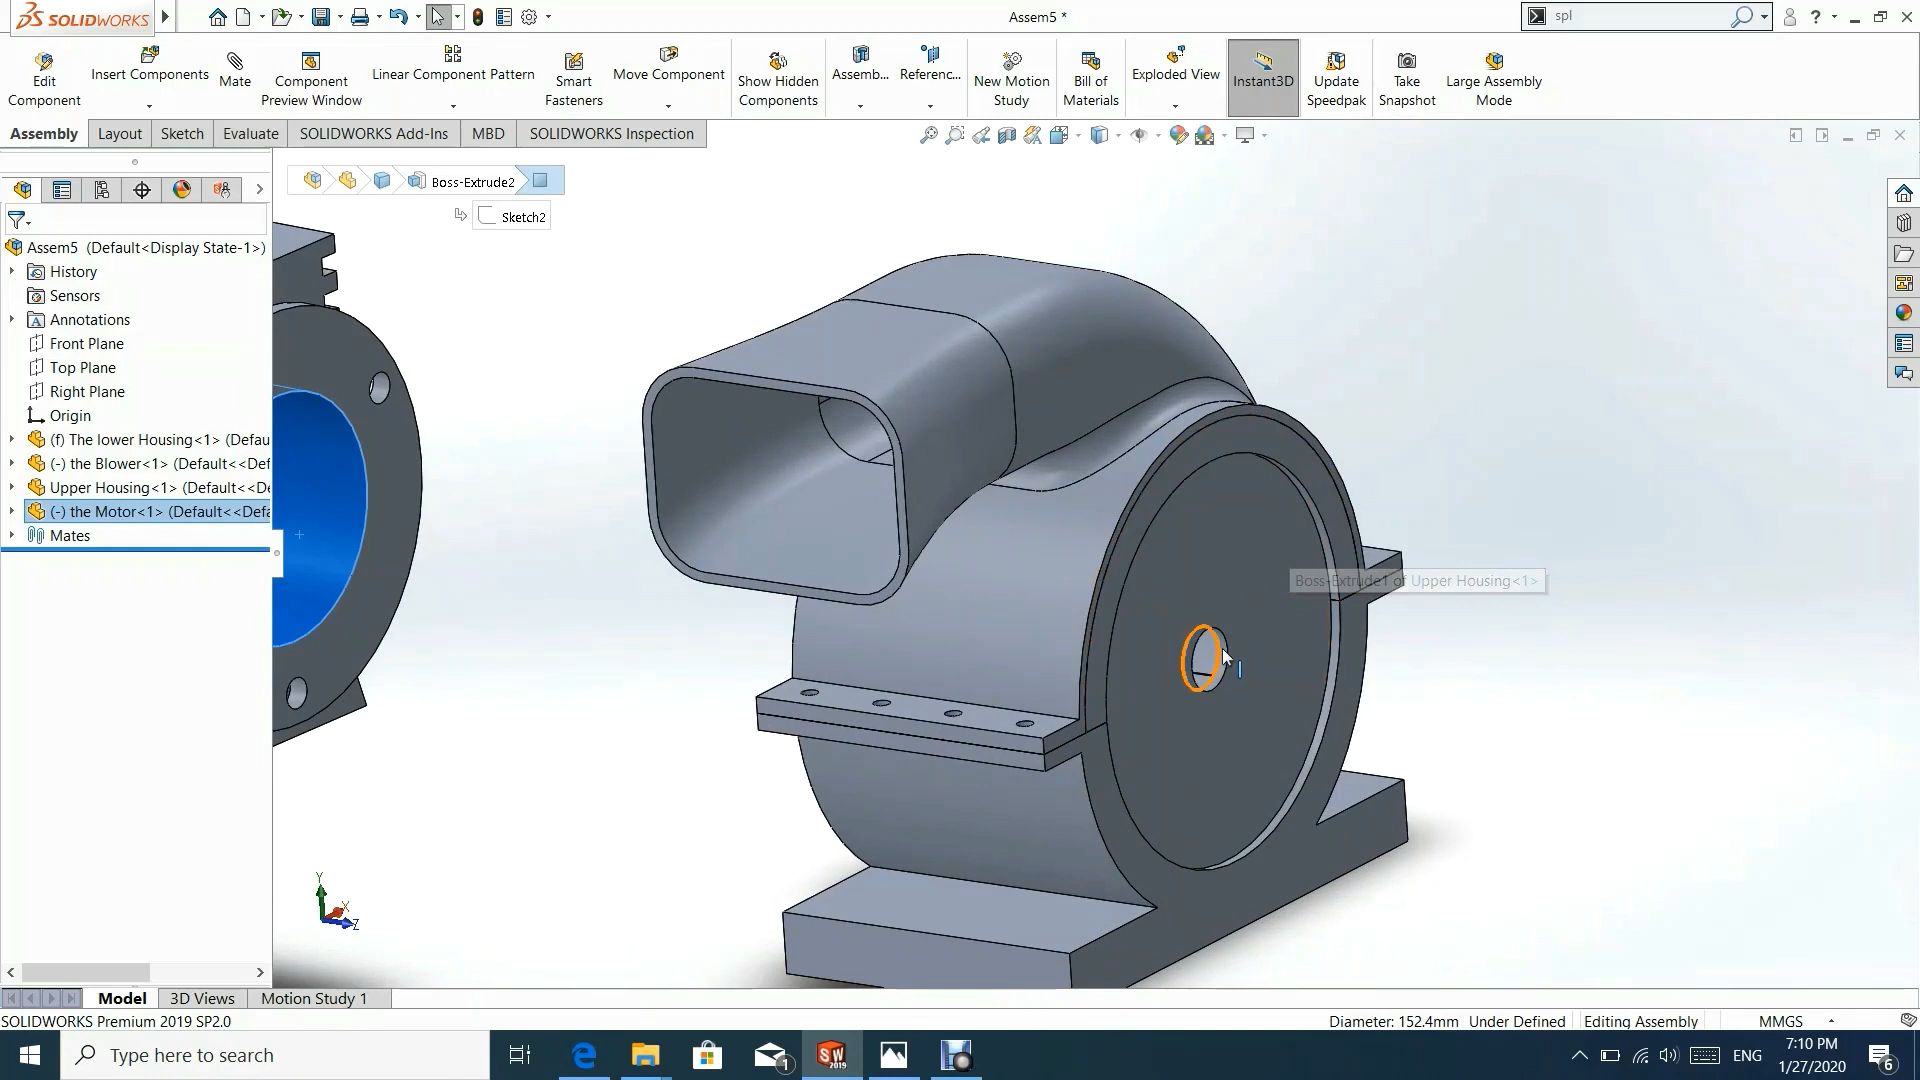 SOLIDWORKS
Assem5 *
spl
?
Edit Component
Insert Components
Mate
Component Preview Window
Linear Component Pattern
Smart Fasteners
Move Component
Show Hidden Components
Assemb...
Referenc...
New Motion Study
Bill of Materials
Exploded View
Instant3D
Update Speedpak
Take Snapshot
Large Assembly Mode
Assembly
Layout
Sketch
Evaluate
SOLIDWORKS Add-Ins
MBD
SOLIDWORKS Inspection
Boss-Extrude2
Sketch2
Assem5 (Default<Display State-1>)
History
Sensors
Annotations
Front Plane
Top Plane
Right Plane
Origin
(f) The lower Housing<1> (Defau
(-) the Blower<1> (Default<<Def
Upper Housing<1> (Default<<De
(-) the Motor<1> (Default<<Defa
Mates
Boss-Extrude1 of Upper Housing<1>
Y
X
Z
Model
3D Views
Motion Study 1
SOLIDWORKS Premium 2019 SP2.0
Diameter: 152.4mm
Under Defined
Editing Assembly
MMGS
Type here to search
1
SW
2019
ENG
7:10 PM
1/27/2020
6